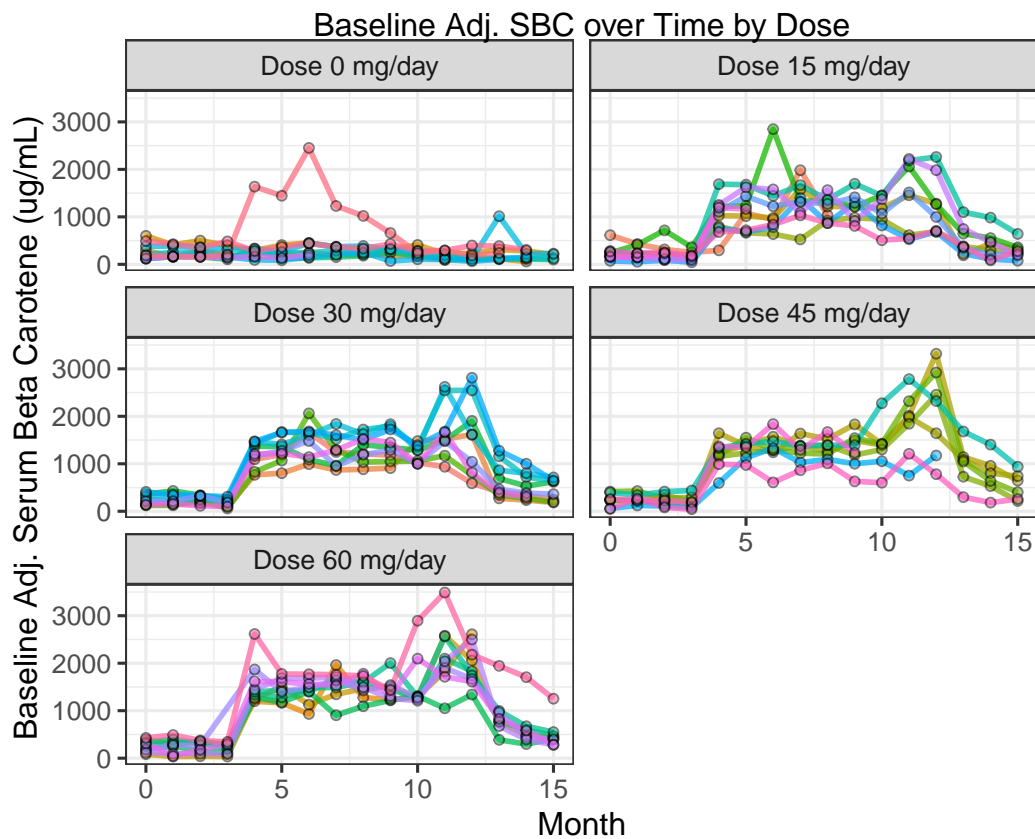 Baseline Adj. SBC over Time by Dose
Dose 0 mg/day
Dose 15 mg/day
3000
2000
1000
0
Dose 30 mg/day
Dose 45 mg/day
3000
2000
1000
0
0
5
10
15
Dose 60 mg/day
3000
2000
1000
0
0
5
10
15
Month
Baseline Adj. Serum Beta Carotene (ug/mL)